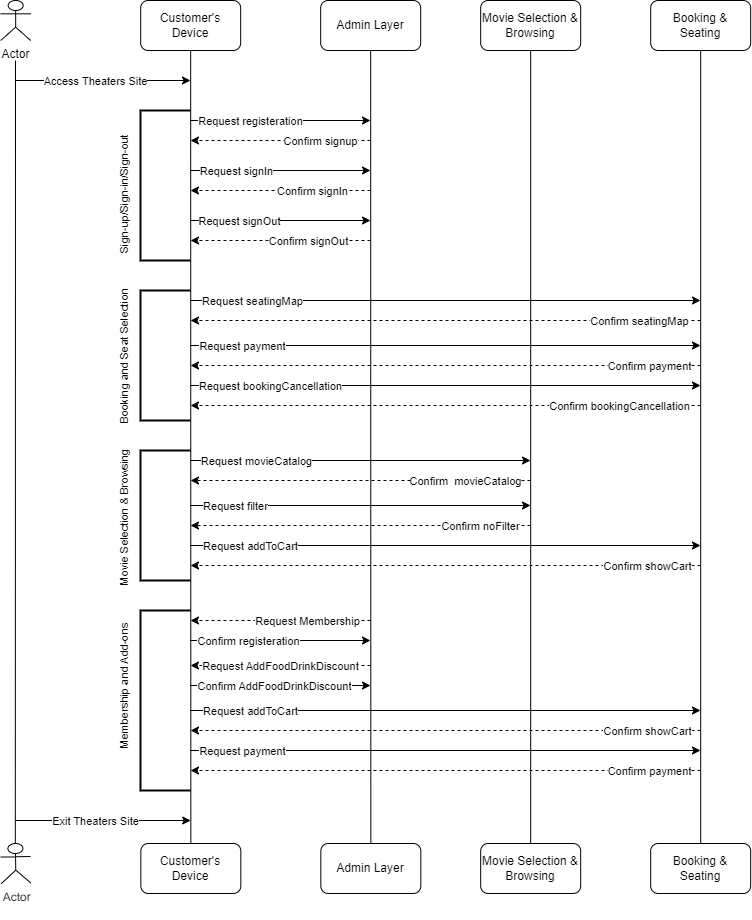 Customer's
Device
Admin Layer
Movie Selection &
Browsing
Booking &
Seating
Actor
Access Theaters Site
Sign-up/Sign-in/Sign-out
Request registeration
Confirm signup
Request signIn
Confirm signIn
Request signOut
Confirm signOut
Booking and Seat Selection
Request seatingMap
Confirm seatingMap
Request payment
Confirm payment
Request bookingCancellation
Confirm bookingCancellation
Movie Selection & Browsing
Request movieCatalog
Confirm movieCatalog
Request filter
Confirm noFilter
Request addToCart
Confirm showCart
Membership and Add-ons
Request Membership
Confirm registeration
Request AddFoodDrinkDiscount
Confirm AddFoodDrinkDiscount
Request addToCart
Confirm showCart
Request payment
Confirm payment
Exit Theaters Site
Customer's
Device
Admin Layer
Movie Selection &
Browsing
Booking &
Seating
Actor